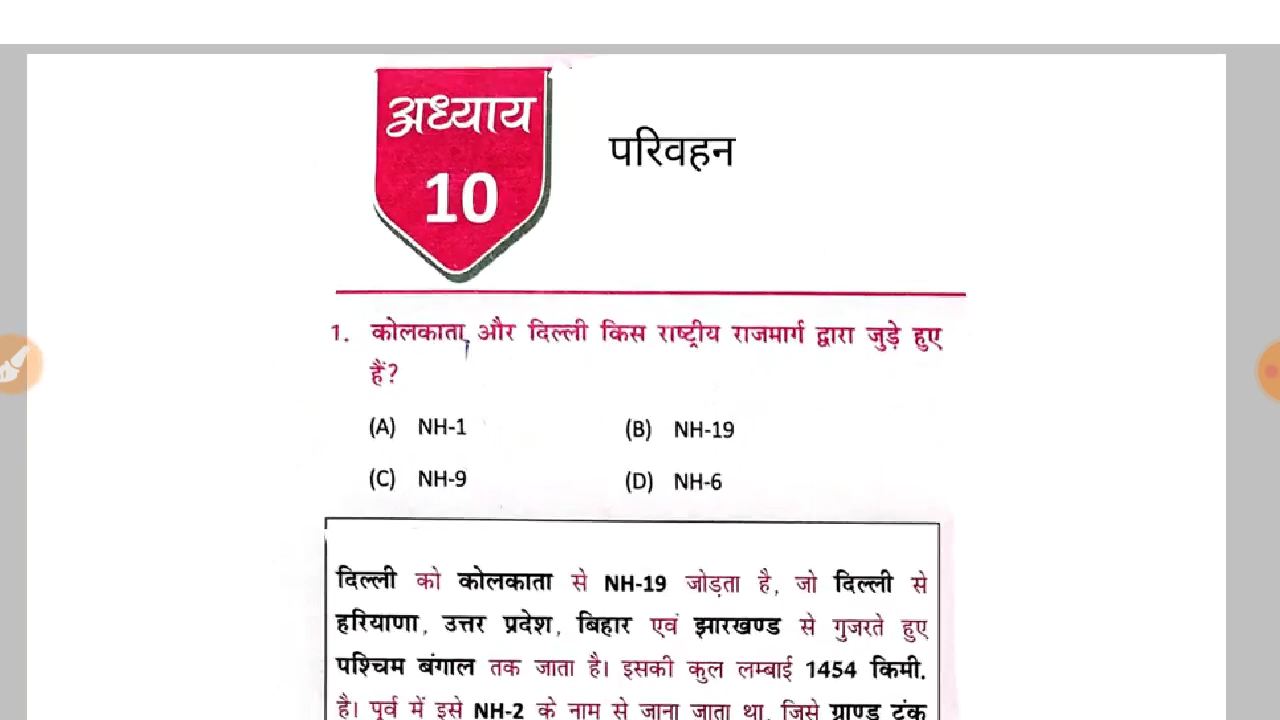 अध्याय
10
परिवहन
1. कोलकाता और दिल्ली किस राष्ट्रीय राजमार्ग द्वारा जुड़े हुए
हैं?
(A) NH-1 (B) NH-19
(C) NH-9 (D) NH-6
दिल्ली को कोलकाता से NH-19 जोड़ता है, जो दिल्ली से
हरियाणा, उत्तर प्रदेश, बिहार एवं झारखण्ड से गुजरते हुए
पश्चिम बंगाल तक जाता है। इसकी कुल लम्बाई 1454 किमी.
है। पूर्व में इसे NH-2 के नाम से जाना जाता था, जिसे ग्राण्ड ट्रंक